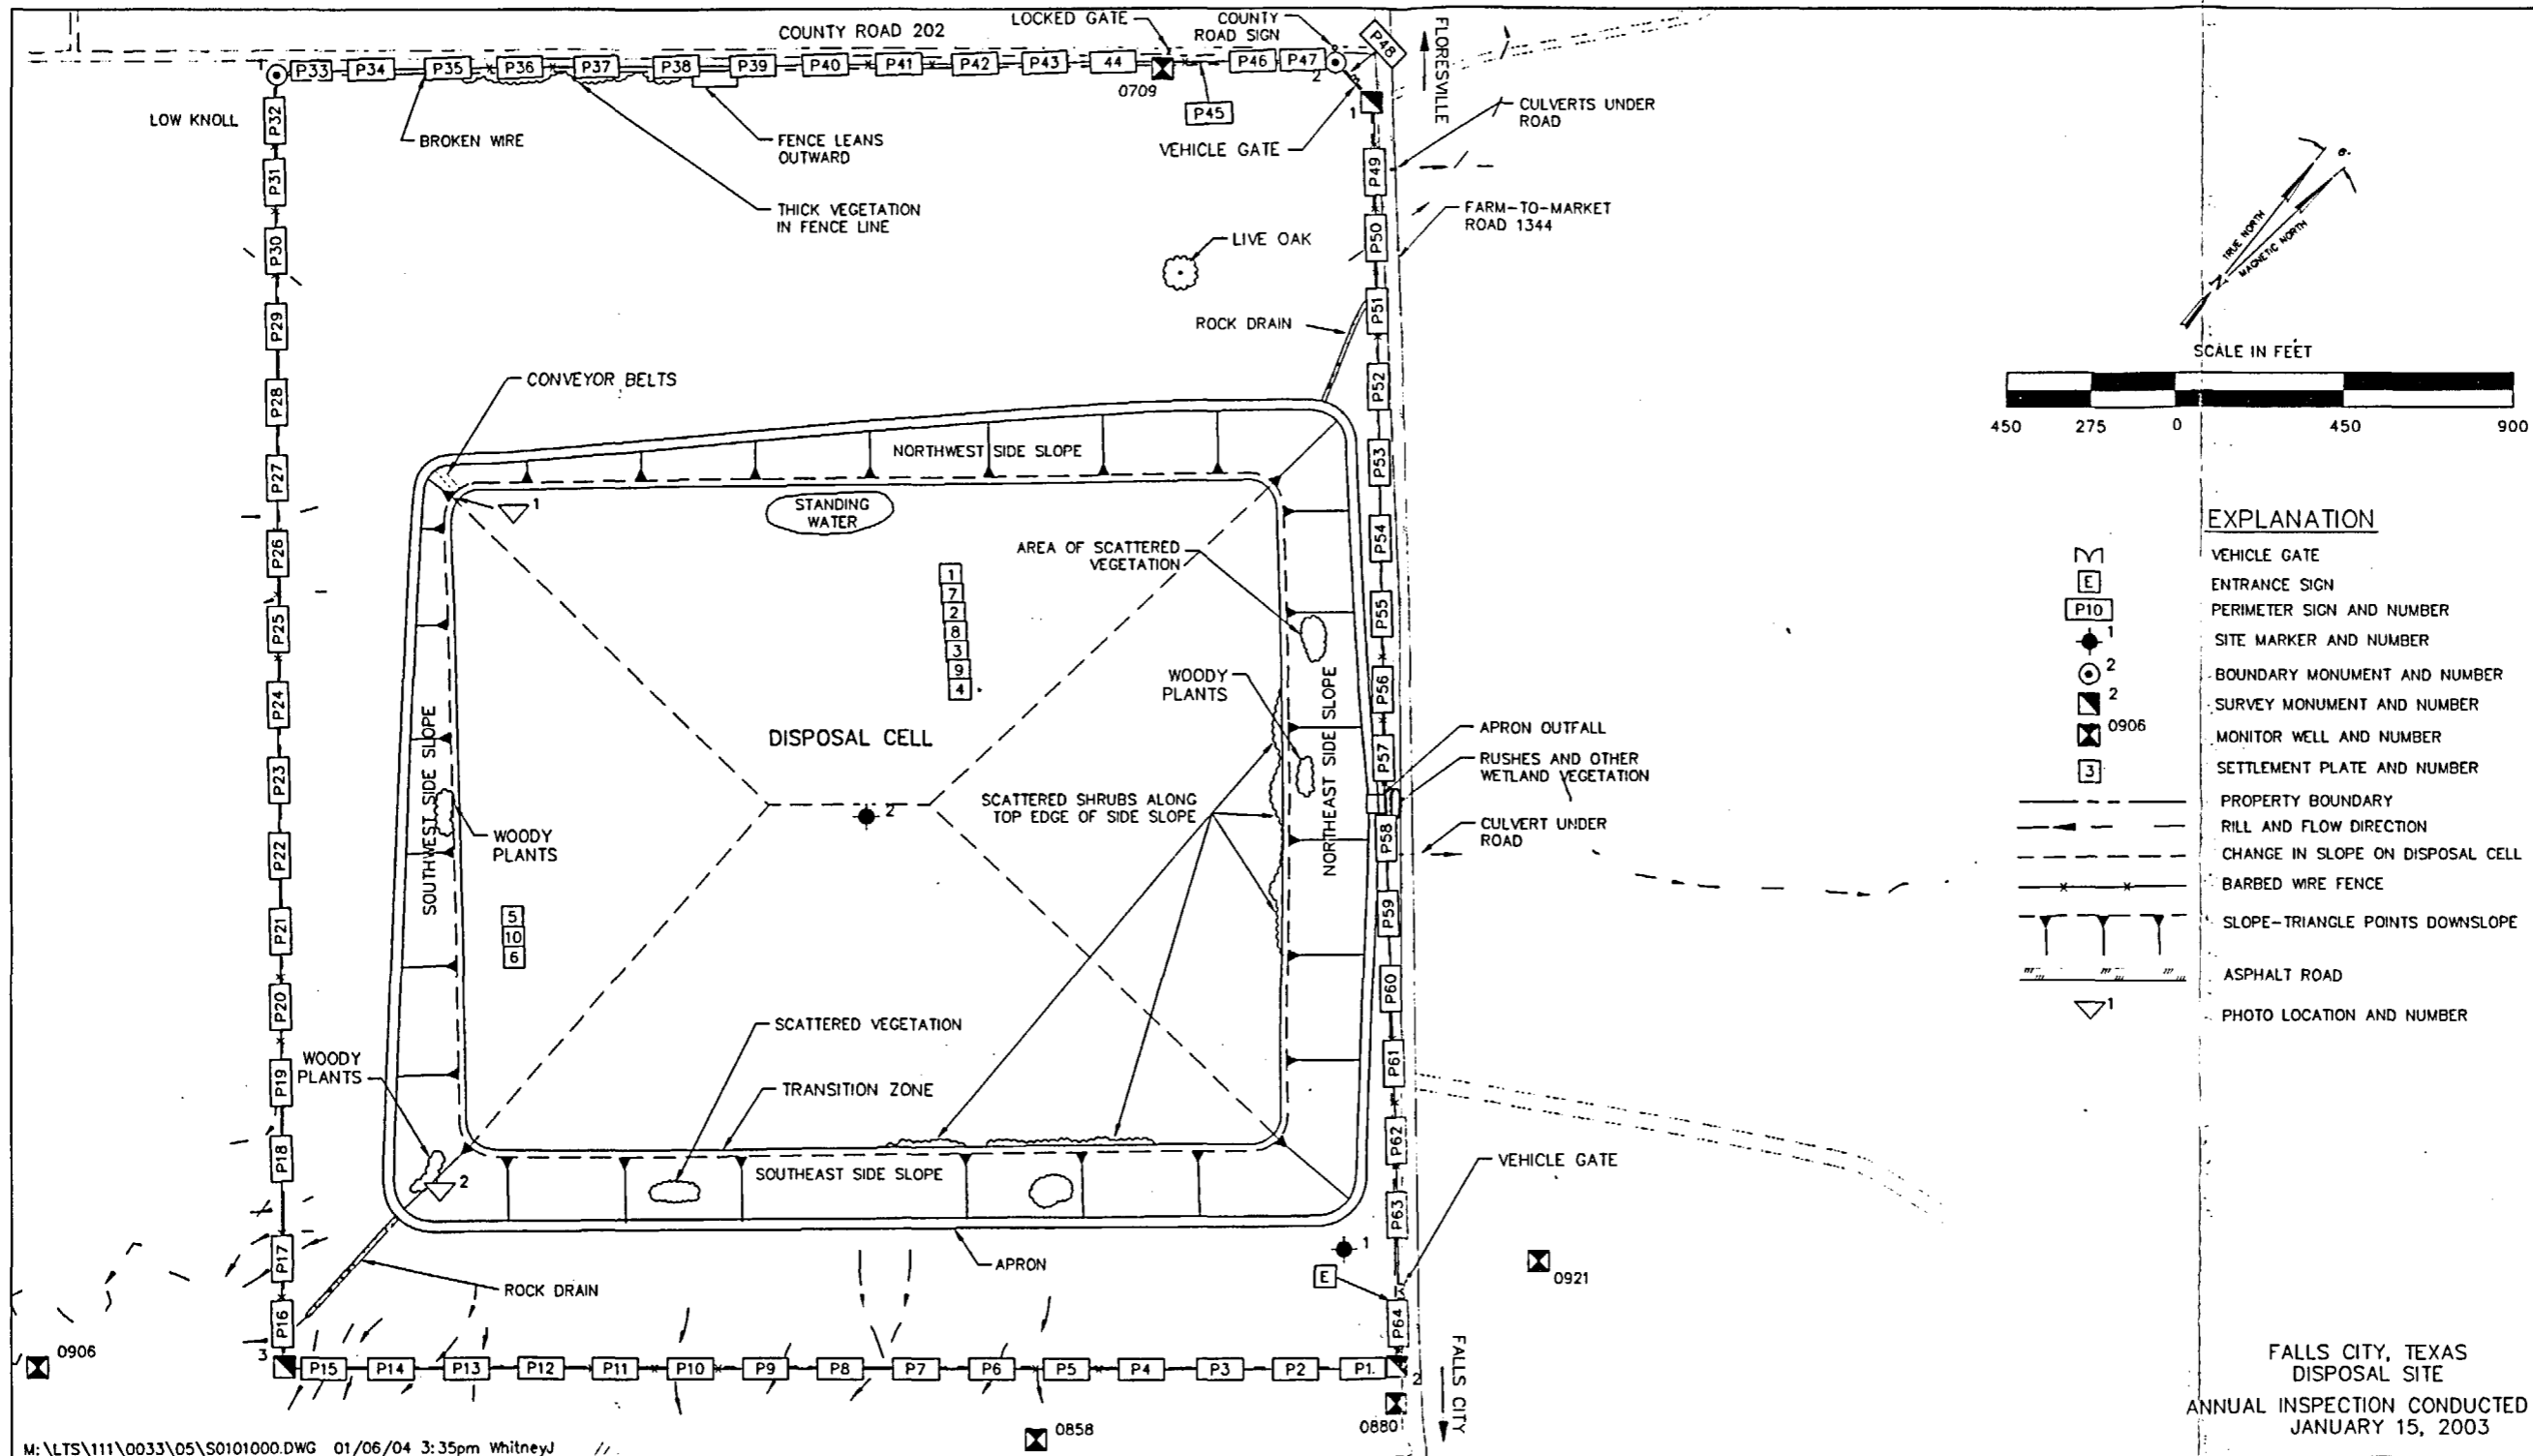 COUNTY ROAD 202
LOCKED GATE
COUNTY
ROAD SIGN
FLORESVILLE
P33
P34
P35
P36
P37
P38
P39
P40
P41
P42
P43
44
P46
P47
P48
2
0709
P45
1
VEHICLE GATE
LOW KNOLL
BROKEN WIRE
FENCE LEANS
OUTWARD
THICK VEGETATION
IN FENCE LINE
LIVE OAK
ROCK DRAIN
CULVERTS UNDER
ROAD
FARM-TO-MARKET
ROAD 1344
P32
P31
P30
P29
P28
P27
P26
P25
P24
P23
P22
P21
P20
P19
P18
P17
P16
P49
P50
P51
P52
P53
P54
P55
P56
P57
P58
P59
P60
P61
P62
P63
P64
CONVEYOR BELTS
NORTHWEST SIDE SLOPE
1
STANDING
WATER
AREA OF SCATTERED
VEGETATION
1
7
2
8
3
9
4
WOODY
PLANTS
DISPOSAL CELL
2
SOUTHWEST SIDE SLOPE
NORTHEAST SIDE SLOPE
WOODY
PLANTS
SCATTERED SHRUBS ALONG
TOP EDGE OF SIDE SLOPE
APRON OUTFALL
RUSHES AND OTHER
WETLAND VEGETATION
CULVERT UNDER
ROAD
5
10
6
SCATTERED VEGETATION
TRANSITION ZONE
WOODY
PLANTS
2
SOUTHEAST SIDE SLOPE
VEHICLE GATE
APRON
ROCK DRAIN
1
E
0921
0906
3
P15
P14
P13
P12
P11
P10
P9
P8
P7
P6
P5
P4
P3
P2
P1.
2
0858
0880
FALLS CITY
TRUE NORTH
MAGNETIC NORTH
SCALE IN FEET
450 275 0 450 900
EXPLANATION
VEHICLE GATE
E ENTRANCE SIGN
P10 PERIMETER SIGN AND NUMBER
1 SITE MARKER AND NUMBER
2 BOUNDARY MONUMENT AND NUMBER
2 SURVEY MONUMENT AND NUMBER
0906 MONITOR WELL AND NUMBER
3 SETTLEMENT PLATE AND NUMBER
PROPERTY BOUNDARY
RILL AND FLOW DIRECTION
CHANGE IN SLOPE ON DISPOSAL CELL
BARBED WIRE FENCE
SLOPE-TRIANGLE POINTS DOWNSLOPE
ASPHALT ROAD
1 PHOTO LOCATION AND NUMBER
FALLS CITY, TEXAS
DISPOSAL SITE
ANNUAL INSPECTION CONDUCTED
JANUARY 15, 2003
M:\LTS\111\0033\05\S0101000.DWG 01/06/04 3:35pm WhitneyJ